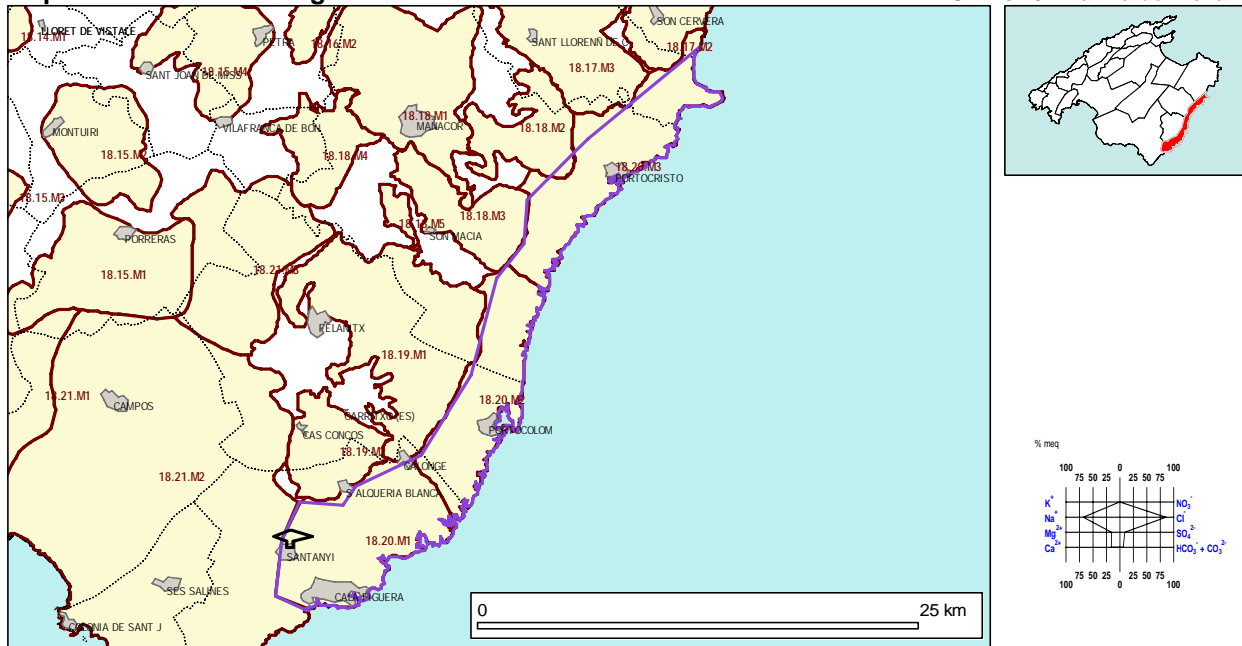 LLORET DE VISTALE
18.14.M1
PETRA
18.16.M2
SON CERVERA
SANT LLORENÑ DE C
18.17.M2
SANT JOAN DE MISS
18.15.M4
18.17.M3
MONTUIRI
VILAFRANCA DE BON
18.18.M1
MANACOR
18.18.M2
18.15.M2
18.18.M4
18.20.M3
PORTOCRISTO
18.15.M3
18.18.M3
PORRERAS
18.18.M5
SON MACIA
18.15.M1
18.21.M3
FELANITX
18.19.M1
18.21.M1
CAMPOS
18.20.M2
CARRITXO (ES)
PORTOCOLOM
CAS CONCOS
18.19.M
CALONGE
18.21.M2
S ALQUERIA BLANCA
18.20.M1
SANTANYI
SES SALINES
CALA FIGUERA
COLONIA DE SANT J
0
25 km
% meq
100
75 50 25
0
25 50 75
100
K+
NO3-
Na+
Cl-
Mg2+
SO42-
Ca2+
HCO3- + CO32-
75 50 25
25 50 75
100
0
100